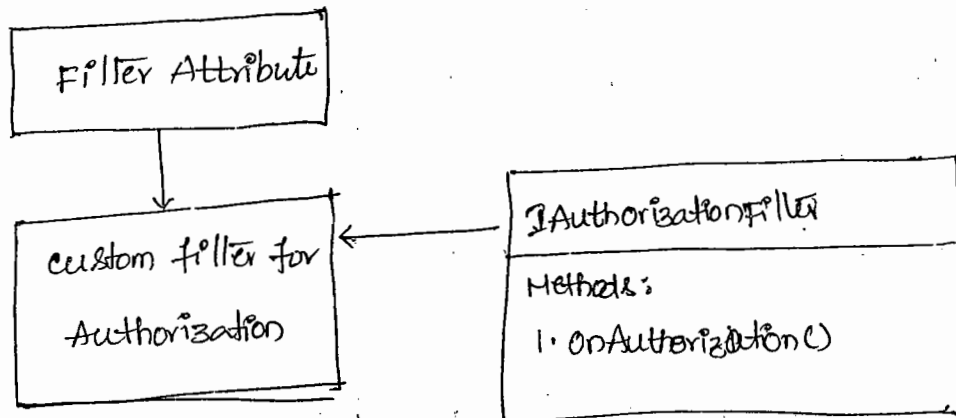 Filter Attribute
custom filter for
Authorization
IAuthorizationFilter
Methods:
1. OnAuthorization()